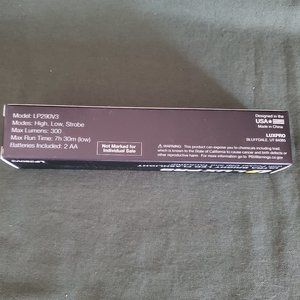 Model: LP290V3
Modes: High, Low, Strobe
Max Lumens: 300
Max Run Time: 7h 30m (low)
Batteries Included: 2 AA
Not Marked for
Individual Sale
Designed in the
USA
Made in China
LUXPRO
BLUFFDALE, UT 84065
WARNING: This product can expose you to chemicals including lead,
which is known to the State of California to cause cancer and birth defects or
other reproductive harm. For more information go to: P65Warnings.ca.gov